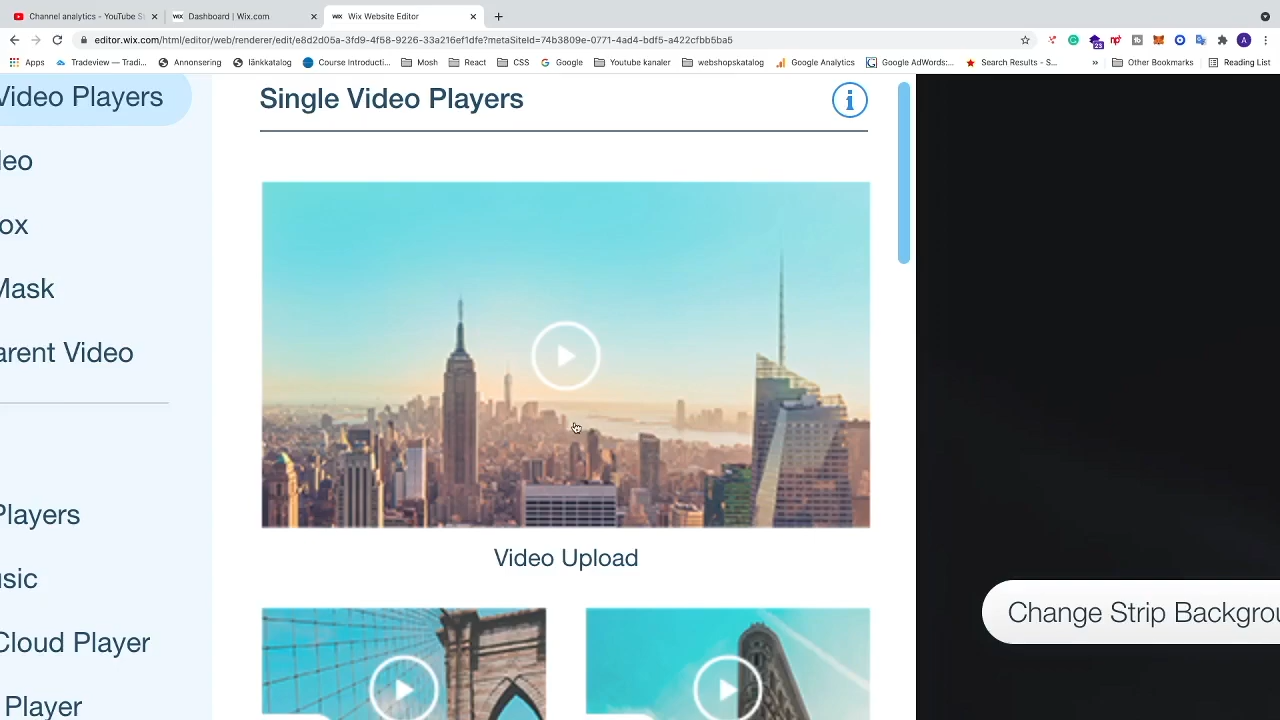 Channel analytics - YouTube St
Dashboard | Wix.com
Wix Website Editor
editor.wix.com/html/editor/web/renderer/edit/e8d2d05a-3fd9-4f58-9226-33a216ef1dfe?metaSiteId=74b3809e-0771-4ad4-bdf5-a422cfbb5ba5
Apps
Tradeview – Tradi...
Annonsering
länkkatalog
Course Introducti...
Mosh
React
CSS
Google
Youtube kanaler
webshopskatalog
Google Analytics
Google AdWords:...
Search Results - S...
»
Other Bookmarks
Reading List
Video Players
leo
ox
Mask
arent Video
Players
usic
Cloud Player
Player
Single Video Players
Video Upload
Change Strip Backgrou